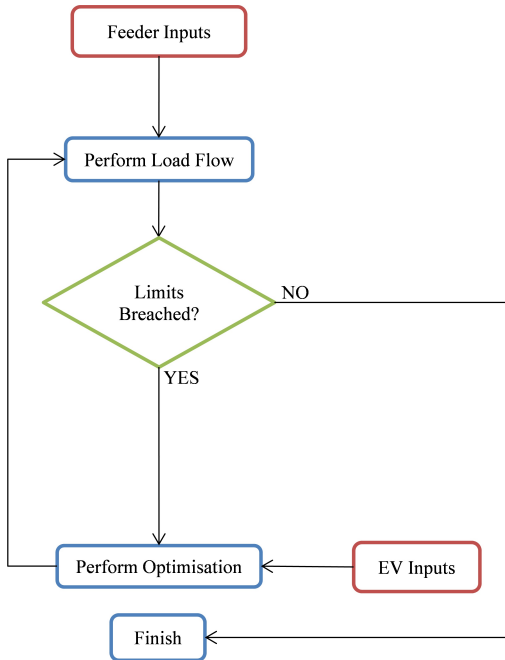 Feeder Inputs
Perform Load Flow
Limits
Breached?
NO
YES
Perform Optimisation
EV Inputs
Finish